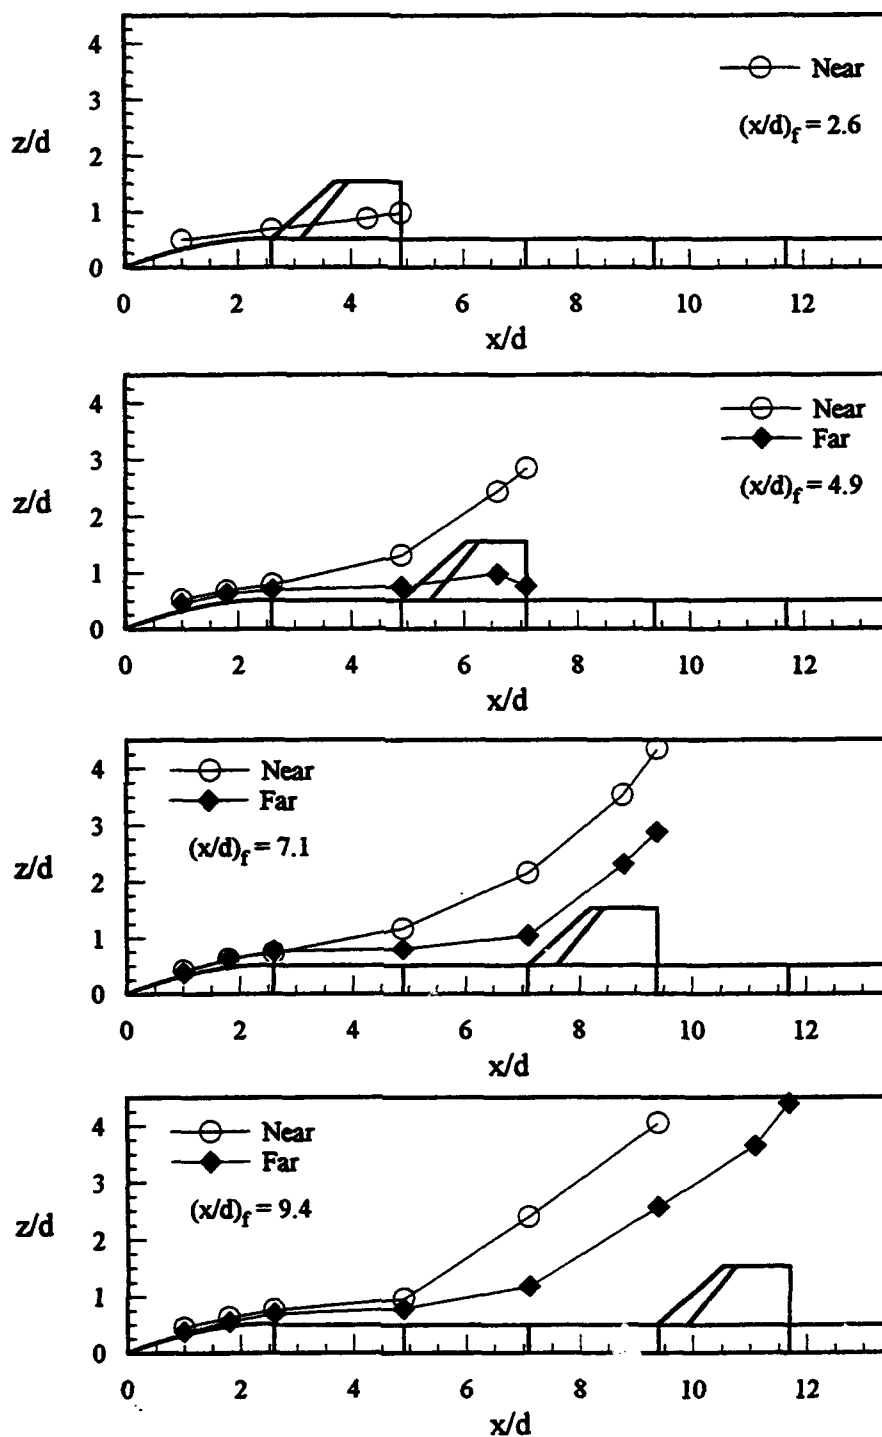 4
Near
3
(x/d)f = 2.6
z/d
2
1
0
0 2 4 6 8 10 12
x/d
4
Near
Far
3
(x/d)f = 4.9
z/d
2
1
0
0 2 4 6 8 10 12
x/d
4
Near
Far
3
(x/d)f = 7.1
z/d
2
1
0
0 2 4 6 8 10 12
x/d
4
Near
Far
3
(x/d)f = 9.4
z/d
2
1
0
0 2 4 6 8 10 12
x/d